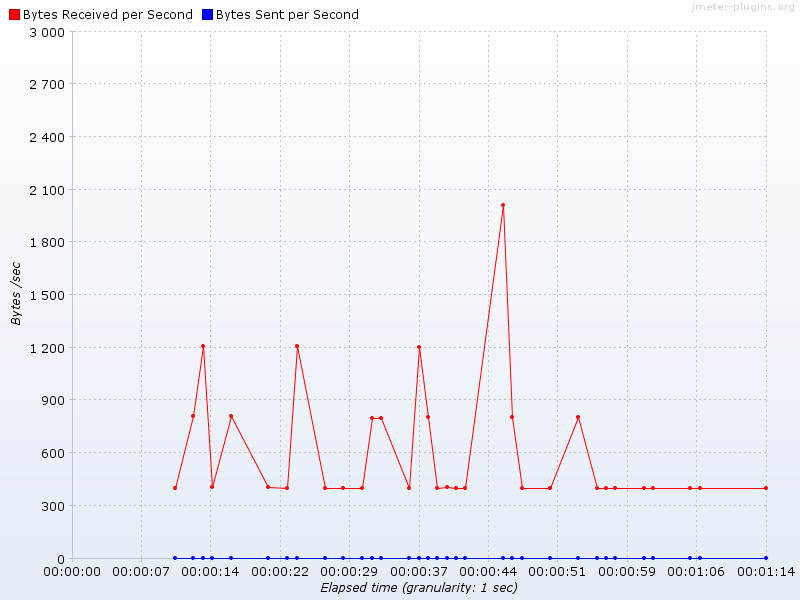 jmeter-plugins.org
Bytes Received per Second Bytes Sent per Second
3 000
2 700
2 400
2 100
1 800
1 500
1 200
900
600
300
0
Bytes /sec
00:00:00 00:00:07 00:00:14 00:00:22 00:00:29 00:00:37 00:00:44 00:00:51 00:00:59 00:01:06 00:01:14
Elapsed time (granularity: 1 sec)